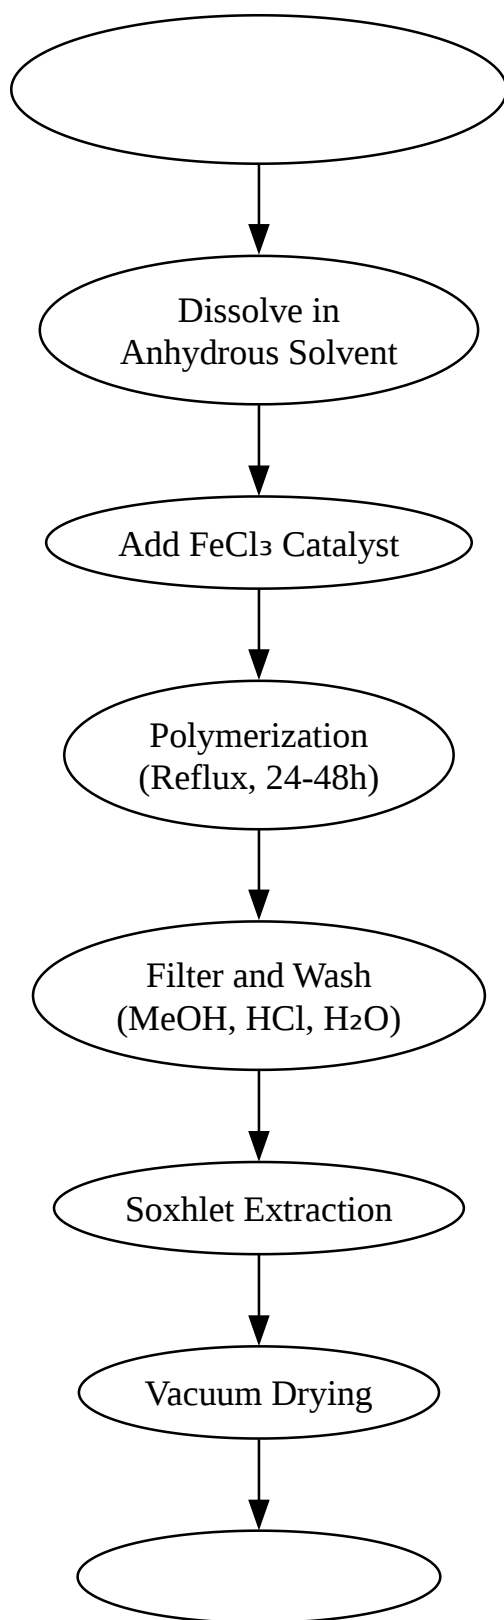 Dissolve in
Anhydrous Solvent
Add FeCl₃ Catalyst
Polymerization
(Reflux, 24-48h)
Filter and Wash
(MeOH, HCl, H₂O)
Soxhlet Extraction
Vacuum Drying